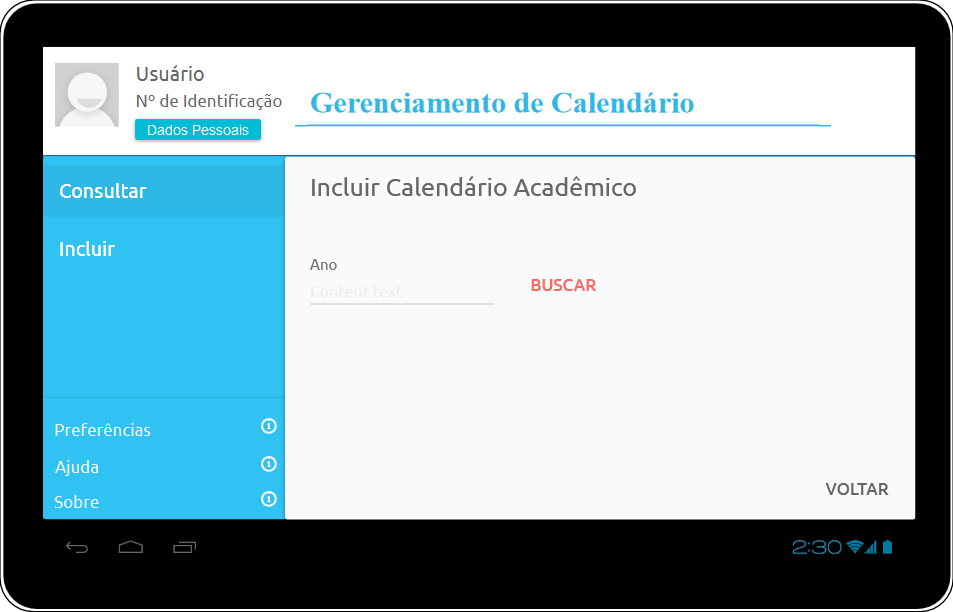 Usuário
Nº de Identificação
Dados Pessoais
Gerenciamento de Calendário
Consultar
Incluir
Incluir Calendário Acadêmico
Ano
Content text
BUSCAR
Preferências
Ajuda
Sobre
VOLTAR
2:30